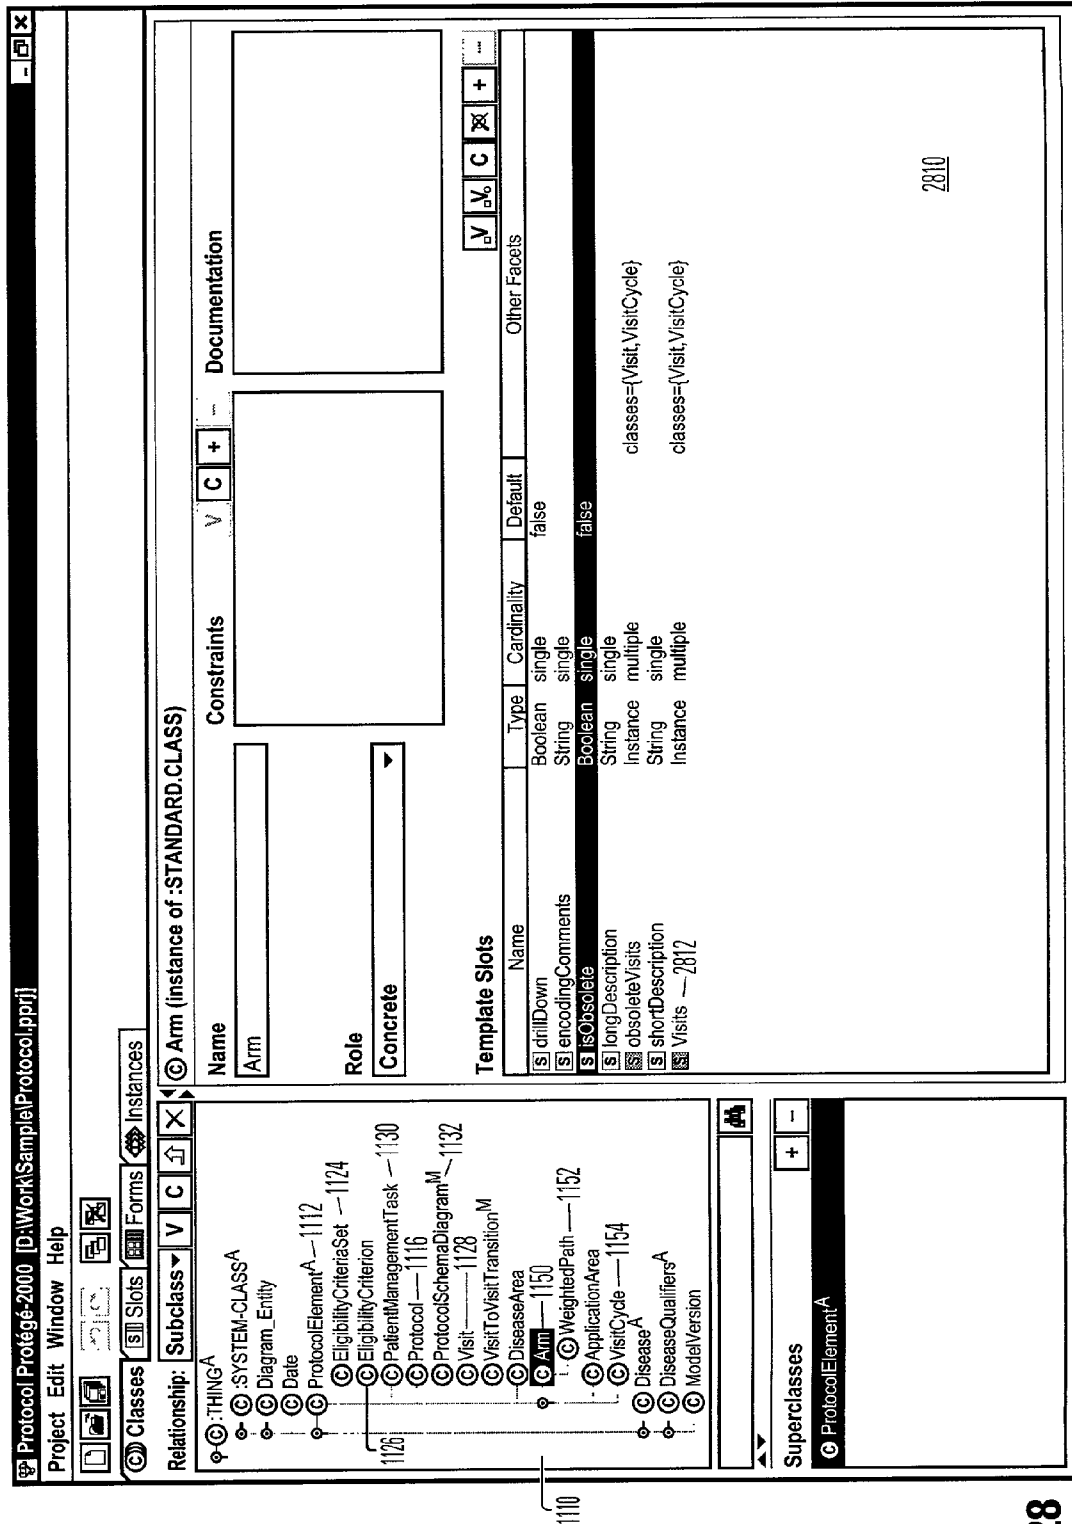 Protocol Protégé-2000 [D:\Work\Sample\Protocol.pprj]
Project Edit Window Help
Classes
Slots
Forms
Instances
Relationship: Subclass V C X
:THING A
:SYSTEM-CLASS A
Diagram_Entity
Date
ProtocolElement A 1112
EligibilityCriteriaSet 1124
EligibilityCriterion
1126
PatientManagementTask 1130
Protocol 1116
ProtocolSchemaDiagram M 1132
Visit 1128
VisitToVisitTransition M
DiseaseArea
Arm 1150
WeightedPath 1152
ApplicationArea
VisitCycle 1154
Disease A
DiseaseQualifiers A
ModelVersion
1110
Superclasses + -
C ProtocolElement A
C Arm (instance of :STANDARD.CLASS)
Name
Arm
Role
Concrete
Constraints V C + -
Documentation
Template Slots V V C + -
Name Type Cardinality Default Other Facets
S drillDown Boolean single false
S encodingComments String single
S isObsolete Boolean single false
S longDescription String single
S obsoleteVisits Instance multiple classes={Visit,VisitCycle}
S shortDescription String single
S Visits 2812 Instance multiple classes={Visit,VisitCycle}
2810
28